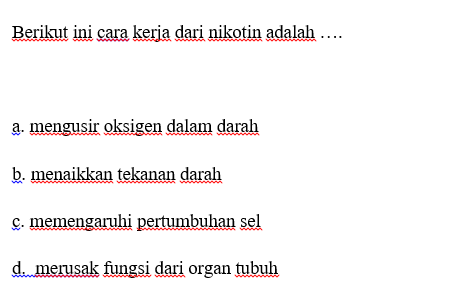 Berikut ini cara kerja dari nikotin adalah ….
a. mengusir oksigen dalam darah
b. menaikkan tekanan darah
c. memengaruhi pertumbuhan sel
d. merusak fungsi dari organ tubuh